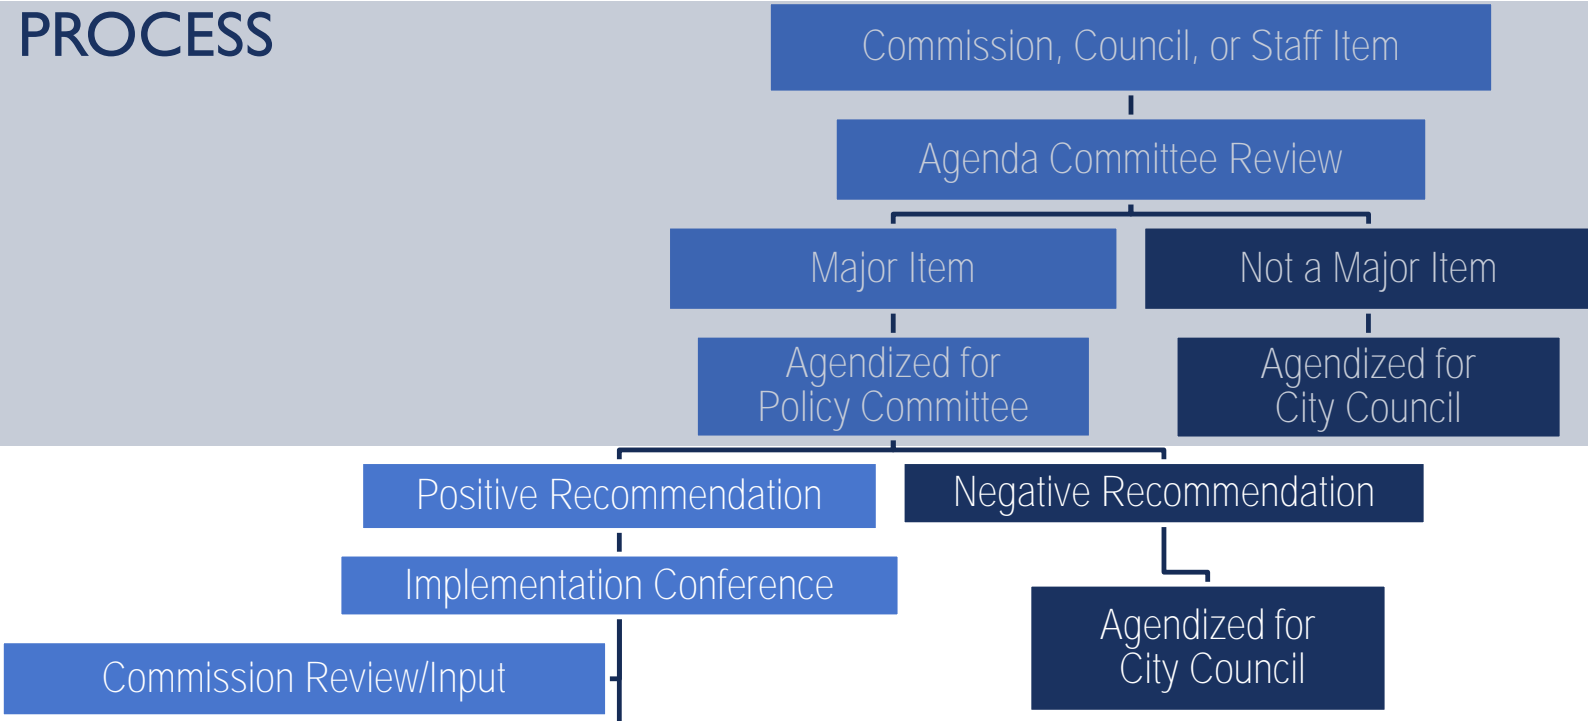 PROCESS
Commission, Council, or Staff Item
Agenda Committee Review
Major Item
Not a Major Item
Agendized for
Policy Committee
Agendized for
City Council
Positive Recommendation
Negative Recommendation
Implementation Conference
Agendized for
City Council
Commission Review/Input